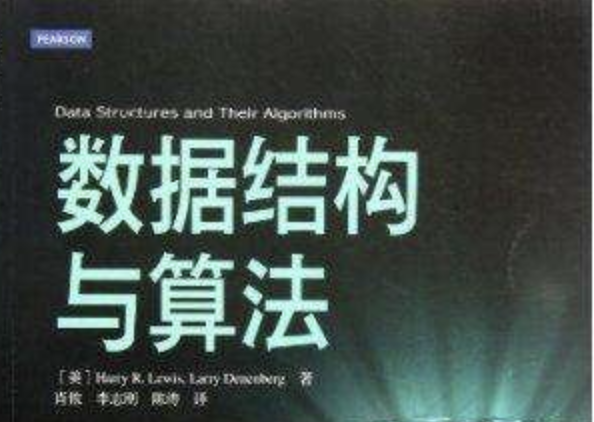 PEARSON
Data Structures and Their Algorithms
数据结构
与算法
[美] Harry R. Lewis, Larry Denenberg 著
肖侬 李志刚 陈涛 译